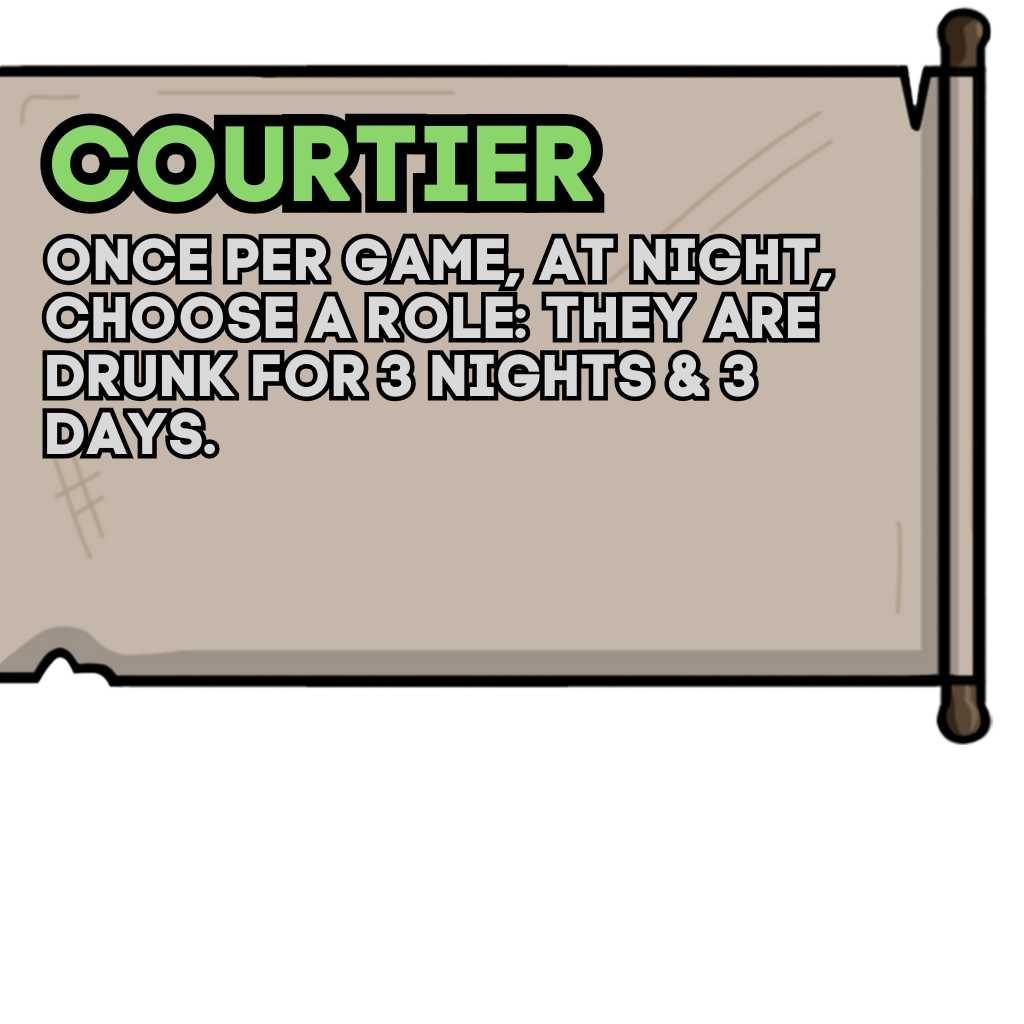 COURTIER
ONCE PER GAME, AT NIGHT,
CHOOSE A ROLE: THEY ARE
DRUNK FOR 3 NIGHTS & 3
DAYS.